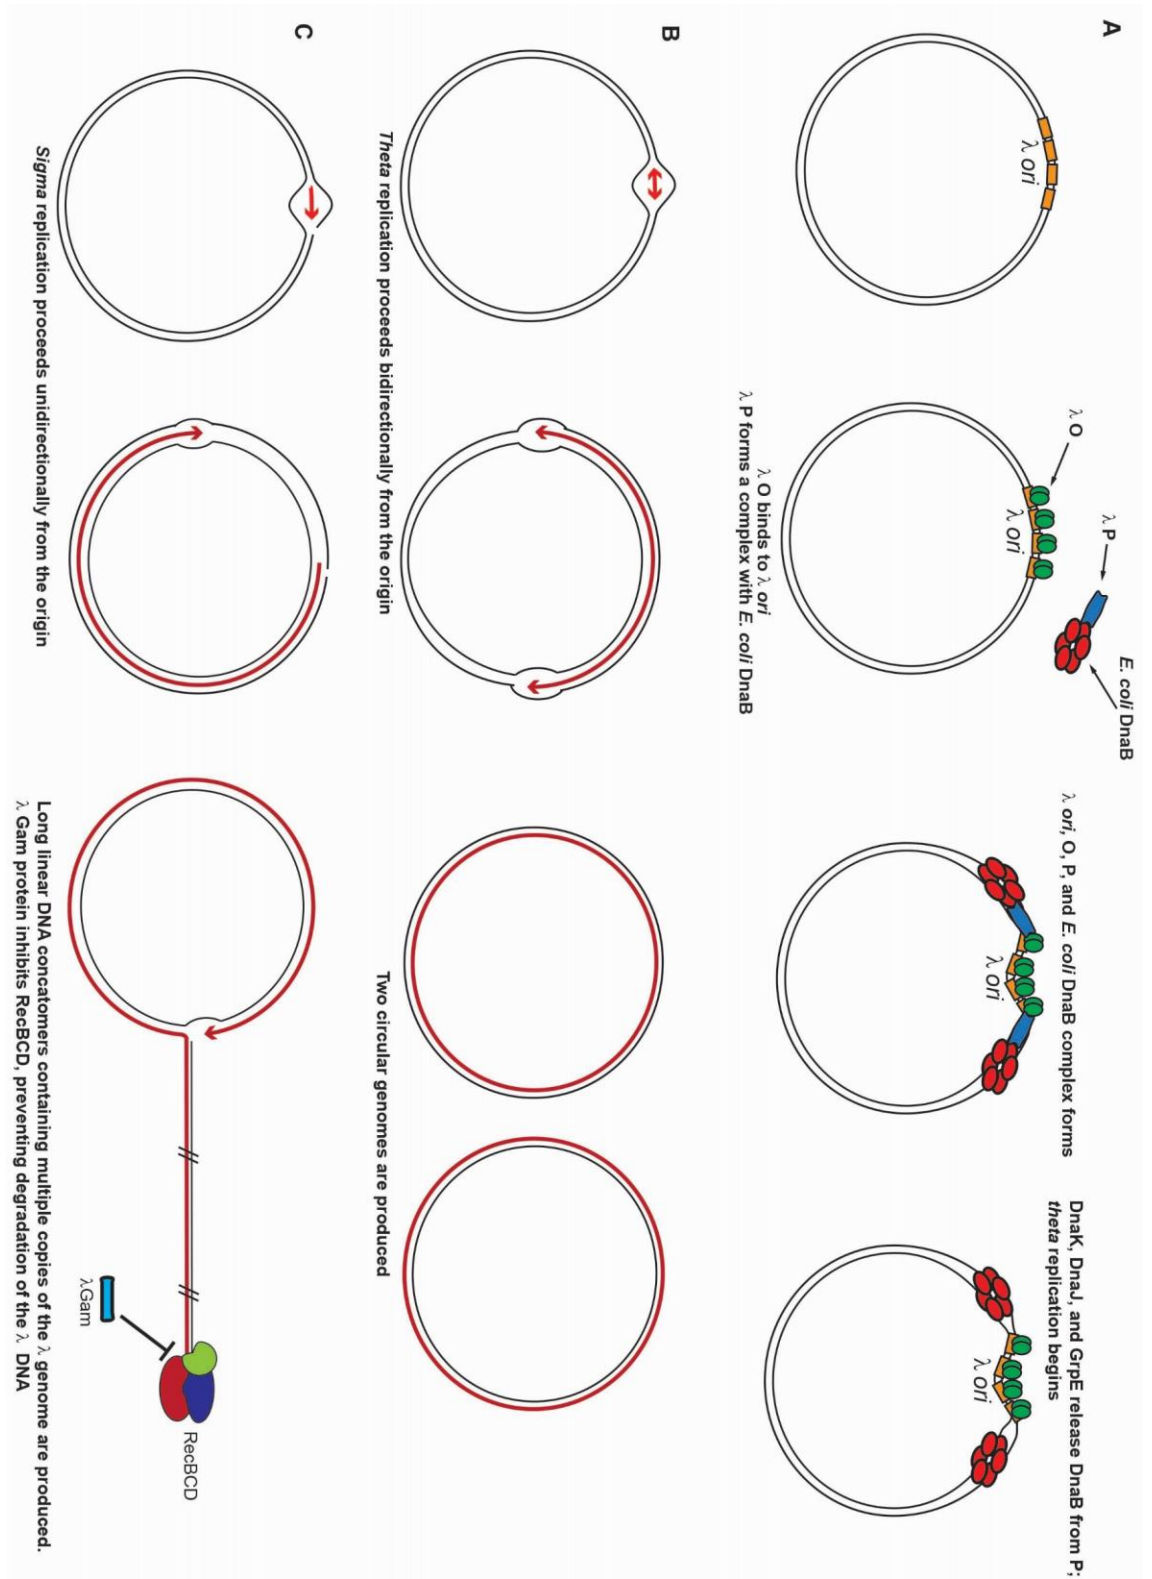 A
λ ori
λ O
λ ori
λ P
E. coli DnaB
λ O binds to λ ori
λ P forms a complex with E. coli DnaB
λ ori, O, P, and E. coli DnaB complex forms
λ ori
DnaK, DnaJ, and GrpE release DnaB from P;
theta replication begins
λ ori
B
Theta replication proceeds bidirectionally from the origin
Two circular genomes are produced
C
Sigma replication proceeds unidirectionally from the origin
λGam
RecBCD
Long linear DNA concatomers containing multiple copies of the λ genome are produced.
λ Gam protein inhibits RecBCD, preventing degradation of the λ DNA